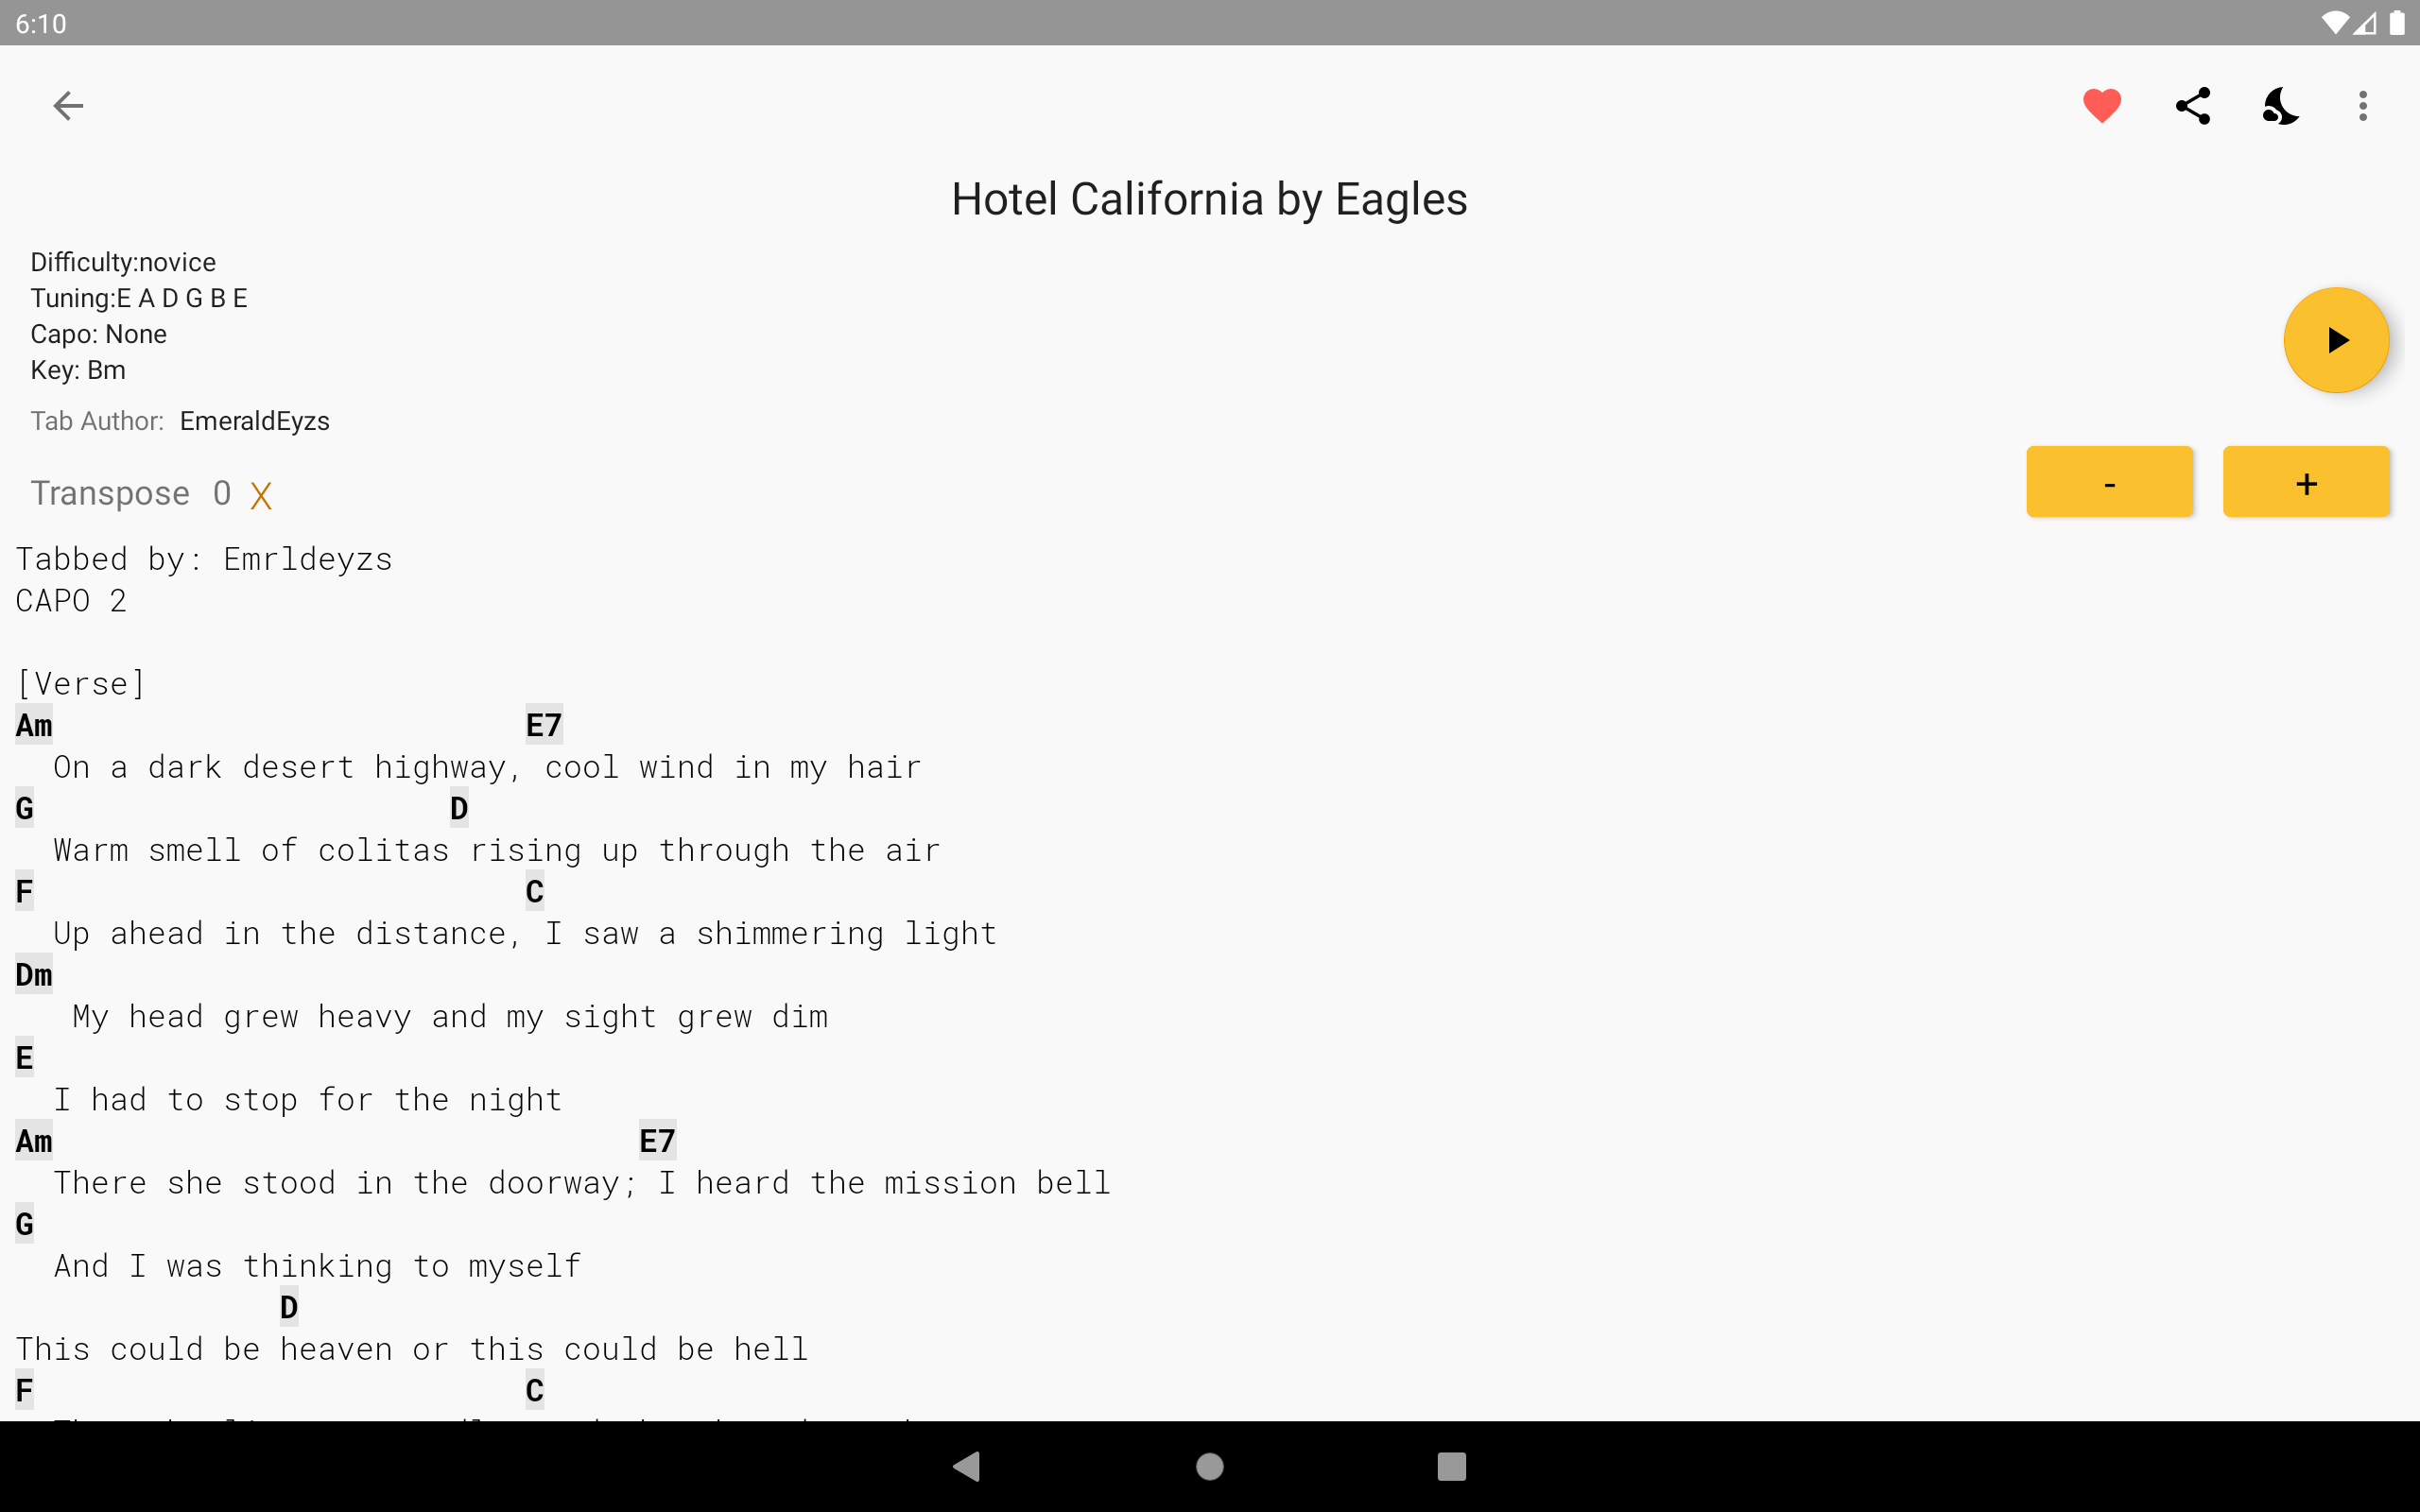 6:10
Hotel California by Eagles
Difficulty:novice
Tuning:E A D G B E
Capo: None
Key: Bm
Tab Author: EmeraldEyzs
Transpose 0 X
- +
Tabbed by: Emrldeyzs
CAPO 2
[Verse]
Am E7
On a dark desert highway, cool wind in my hair
G D
Warm smell of colitas rising up through the air
F C
Up ahead in the distance, I saw a shimmering light
Dm
My head grew heavy and my sight grew dim
E
I had to stop for the night
Am E7
There she stood in the doorway; I heard the mission bell
G
And I was thinking to myself
D
This could be heaven or this could be hell
F C